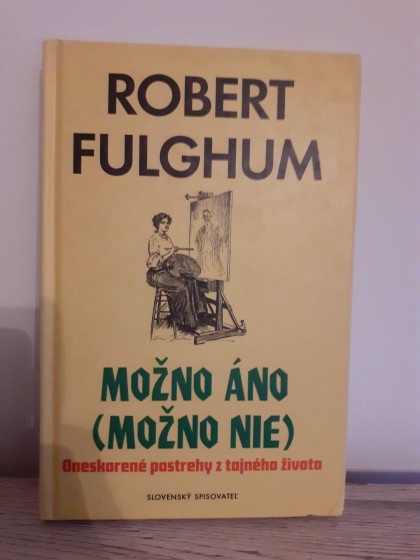 ROBERT
FULGHUM
MOŽNO ÁNO
(MOŽNO NIE)
Oneskorené postrehy z tajného života
SLOVENSKÝ SPISOVATEĽ